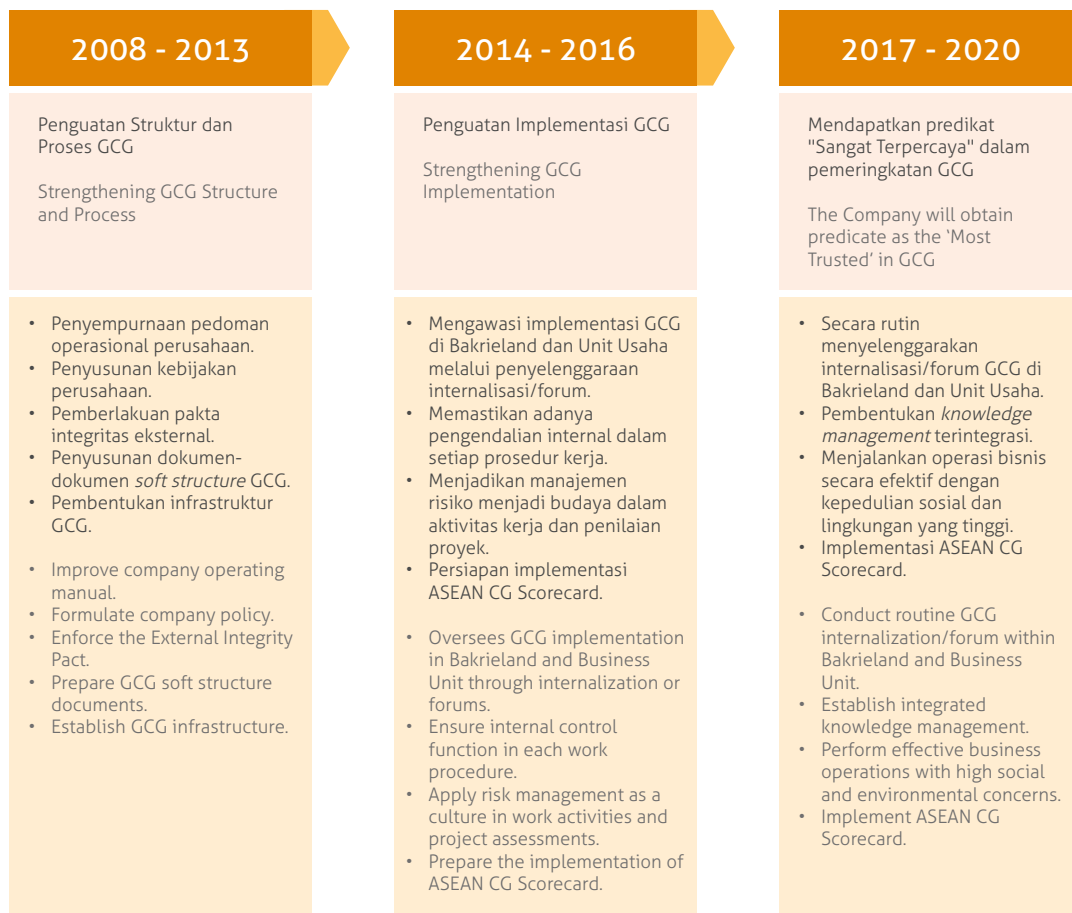 2008 - 2013
Penguatan Struktur dan
Proses GCG
Strengthening GCG Structure
and Process
• Penyempurnaan pedoman
operasional perusahaan.
• Penyusunan kebijakan
perusahaan.
• Pemberlakuan pakta
integritas eksternal.
• Penyusunan dokumen-
dokumen soft structure GCG.
• Pembentukan infrastruktur
GCG.
• Improve company operating
manual.
• Formulate company policy.
• Enforce the External Integrity
Pact.
• Prepare GCG soft structure
documents.
• Establish GCG infrastructure.
2014 - 2016
Penguatan Implementasi GCG
Strengthening GCG
Implementation
• Mengawasi implementasi GCG
di Bakrieland dan Unit Usaha
melalui penyelenggaraan
internalisasi/forum.
• Memastikan adanya
pengendalian internal dalam
setiap prosedur kerja.
• Menjadikan manajemen
risiko menjadi budaya dalam
aktivitas kerja dan penilaian
proyek.
• Persiapan implementasi
ASEAN CG Scorecard.
• Oversees GCG implementation
in Bakrieland and Business
Unit through internalization or
forums.
• Ensure internal control
function in each work
procedure.
• Apply risk management as a
culture in work activities and
project assessments.
• Prepare the implementation of
ASEAN CG Scorecard.
2017 - 2020
Mendapatkan predikat
"Sangat Terpercaya" dalam
pemeringkatan GCG
The Company will obtain
predicate as the ‘Most
Trusted’ in GCG
• Secara rutin
menyelenggarakan
internalisasi/forum GCG di
Bakrieland dan Unit Usaha.
• Pembentukan knowledge
management terintegrasi.
• Menjalankan operasi bisnis
secara efektif dengan
kepedulian sosial dan
lingkungan yang tinggi.
• Implementasi ASEAN CG
Scorecard.
• Conduct routine GCG
internalization/forum within
Bakrieland and Business
Unit.
• Establish integrated
knowledge management.
• Perform effective business
operations with high social
and environmental concerns.
• Implement ASEAN CG
Scorecard.